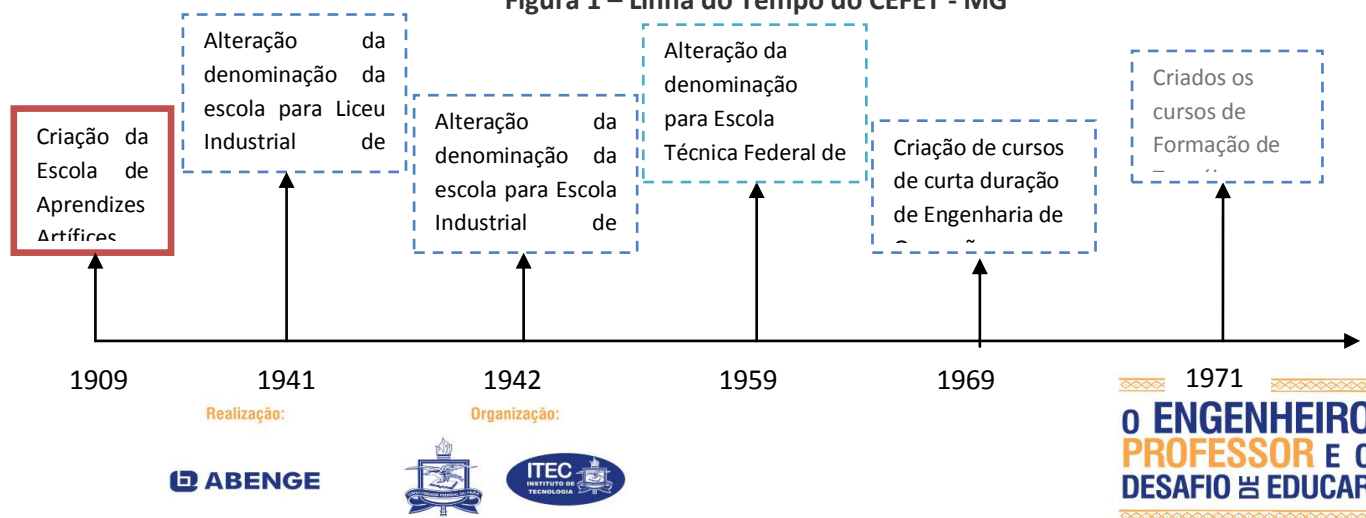 Figura 1 – Linha do Tempo do CEFET - MG
Criação da
Escola de
Aprendizes
Artífices
Alteração da
denominação da
escola para Liceu
Industrial de
Alteração da
denominação da
escola para Escola
Industrial de
Alteração da
denominação
para Escola
Técnica Federal de
Criação de cursos
de curta duração
de Engenharia de
Criados os
cursos de
Formação de
1909 1941 1942 1959 1969 1971
Realização: Organização:
ABENGE
ITEC
INSTITUTO DE
TECNOLOGIA
O ENGENHEIRO
PROFESSOR E O
DESAFIO DE EDUCAR